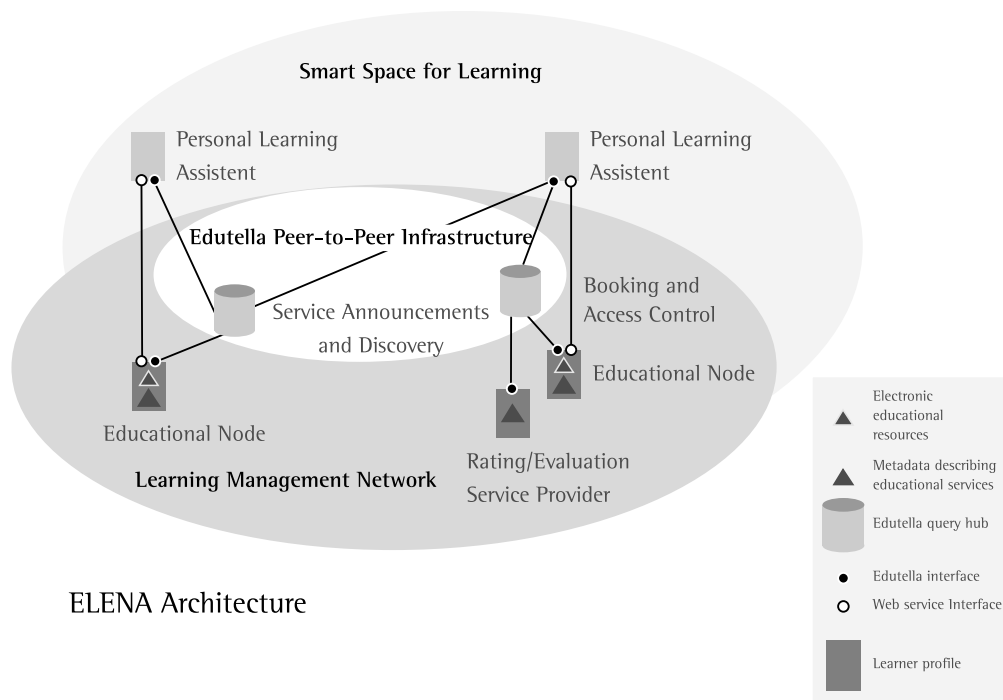 Smart Space for Learning
Personal Learning
Assistent
Personal Learning
Assistent
Edutella Peer-to-Peer Infrastructure
Service Announcements
and Discovery
Booking and
Access Control
Educational Node
Educational Node
Rating/Evaluation
Service Provider
Learning Management Network
ELENA Architecture
Electronic
educational
resources
Metadata describing
educational services
Edutella query hub
Edutella interface
Web service Interface
Learner profile